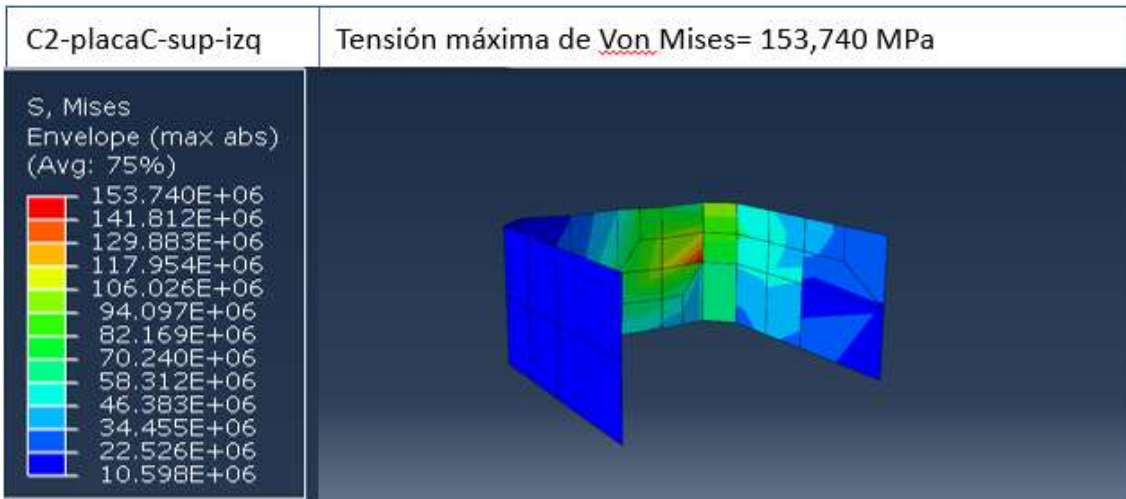 C2-placaC-sup-izq
Tensión máxima de Von Mises= 153,740 MPa
S, Mises
Envelope (max abs)
(Avg: 75%)
153.740E+06
141.812E+06
129.883E+06
117.954E+06
106.026E+06
94.097E+06
82.169E+06
70.240E+06
58.312E+06
46.383E+06
34.455E+06
22.526E+06
10.598E+06